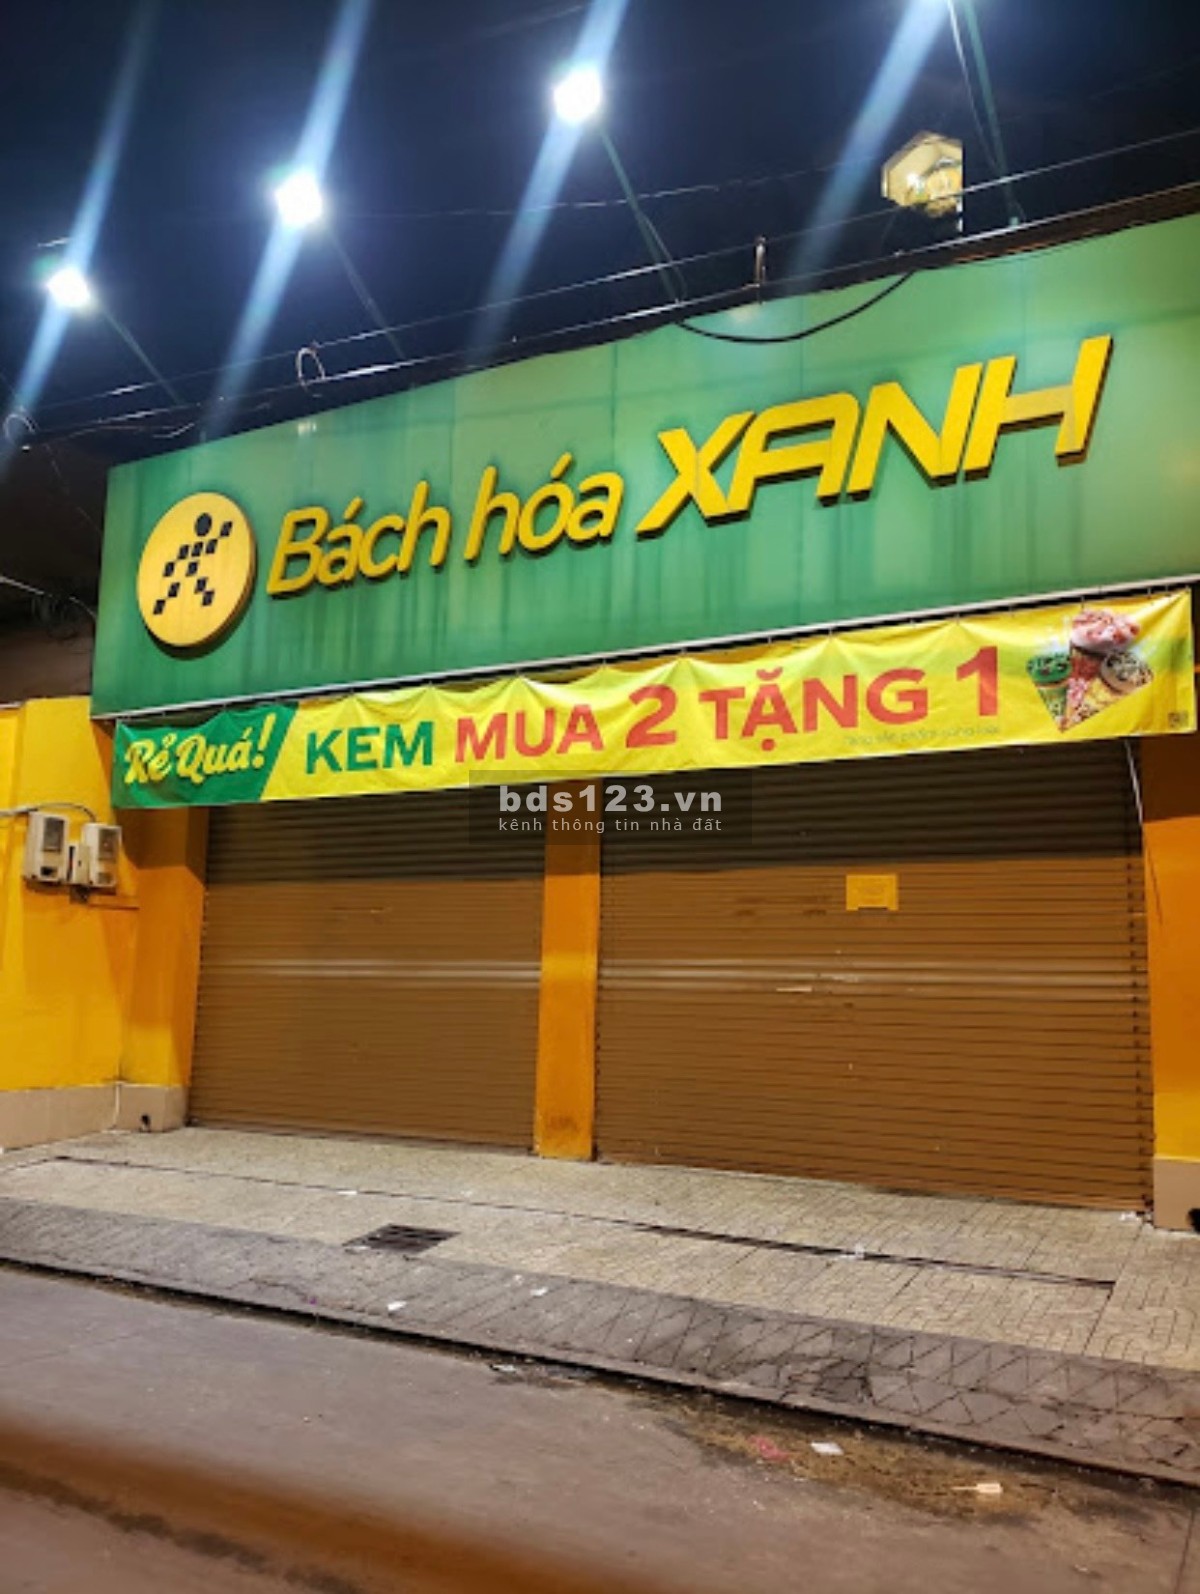 Bách hóa XANH
Rẻ Quá! KEM MUA 2 TẶNG 1
bds123.vn
kênh thông tin nhà đất